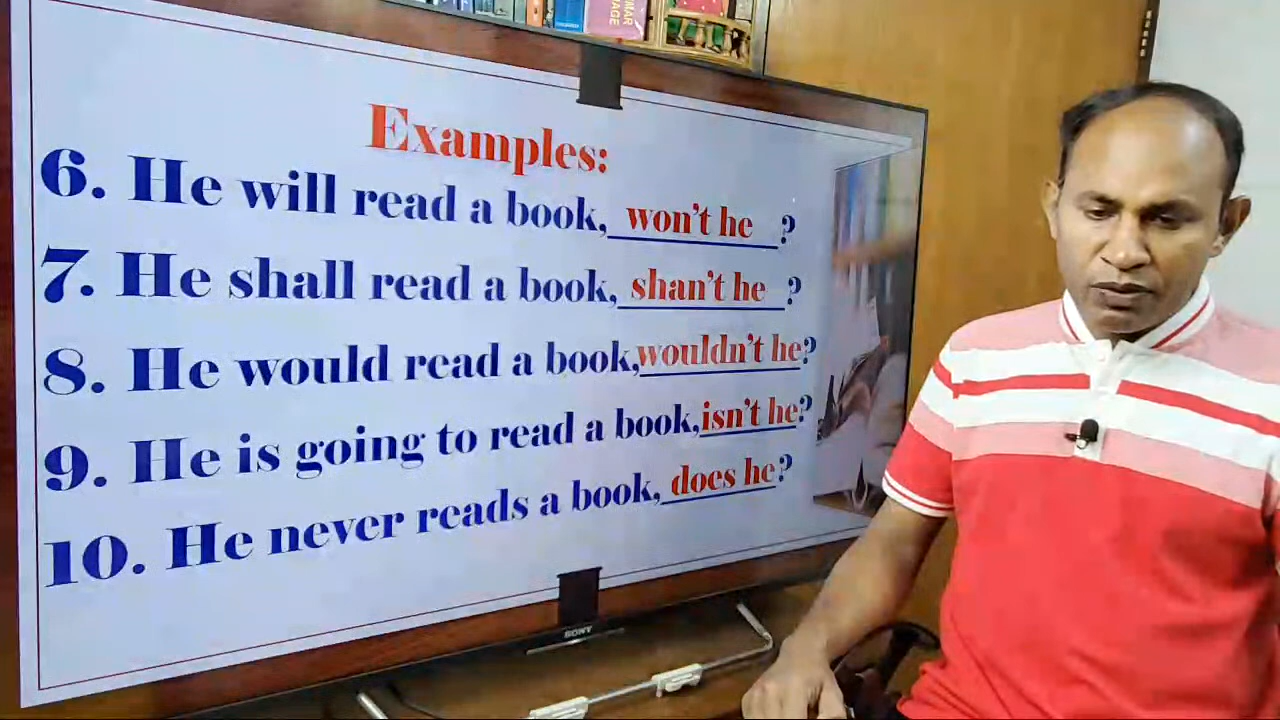 MAR
AGE
Examples:
6. He will read a book, won't he ?
7. He shall read a book, shan't he ?
8. He would read a book, wouldn't he?
9. He is going to read a book, isn't he?
10. He never reads a book, does he?
SONY